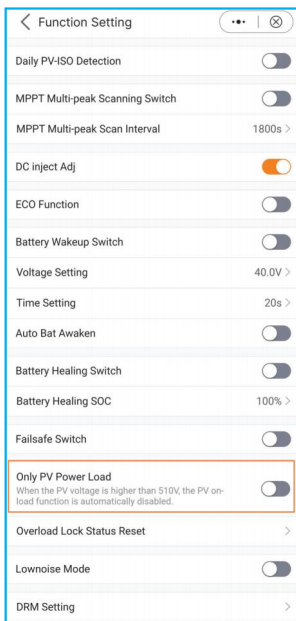 Function Setting
Daily PV-ISO Detection
MPPT Multi-peak Scanning Switch
MPPT Multi-peak Scan Interval 1800s >
DC inject Adj
ECO Function
Battery Wakeup Switch
Voltage Setting 40.0V >
Time Setting 20s >
Auto Bat Awaken
Battery Healing Switch
Battery Healing SOC 100% >
Failsafe Switch
Only PV Power Load
When the PV voltage is higher than 510V, the PV on-
load function is automatically disabled.
Overload Lock Status Reset >
Lownoise Mode
DRM Setting >